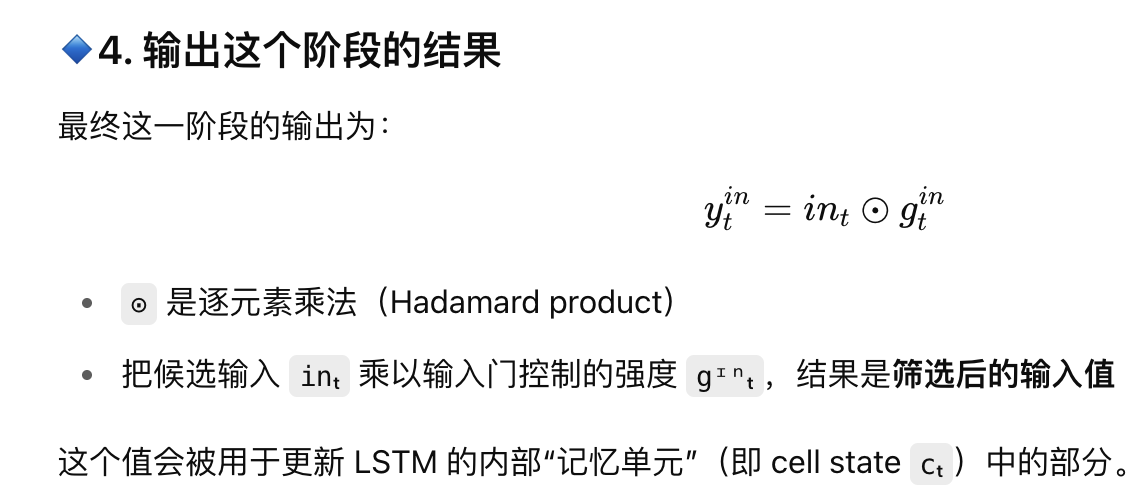 🔷4. 输出这个阶段的结果
最终这一阶段的输出为：
y_t^{in} = in_t ⊙ g_t^{in}
• ⊙ 是逐元素乘法（Hadamard product）
• 把候选输入 inₜ 乘以输入门控制的强度 gᶦⁿₜ，结果是筛选后的输入值
这个值会被用于更新 LSTM 的内部“记忆单元”（即 cell state cₜ）中的部分。